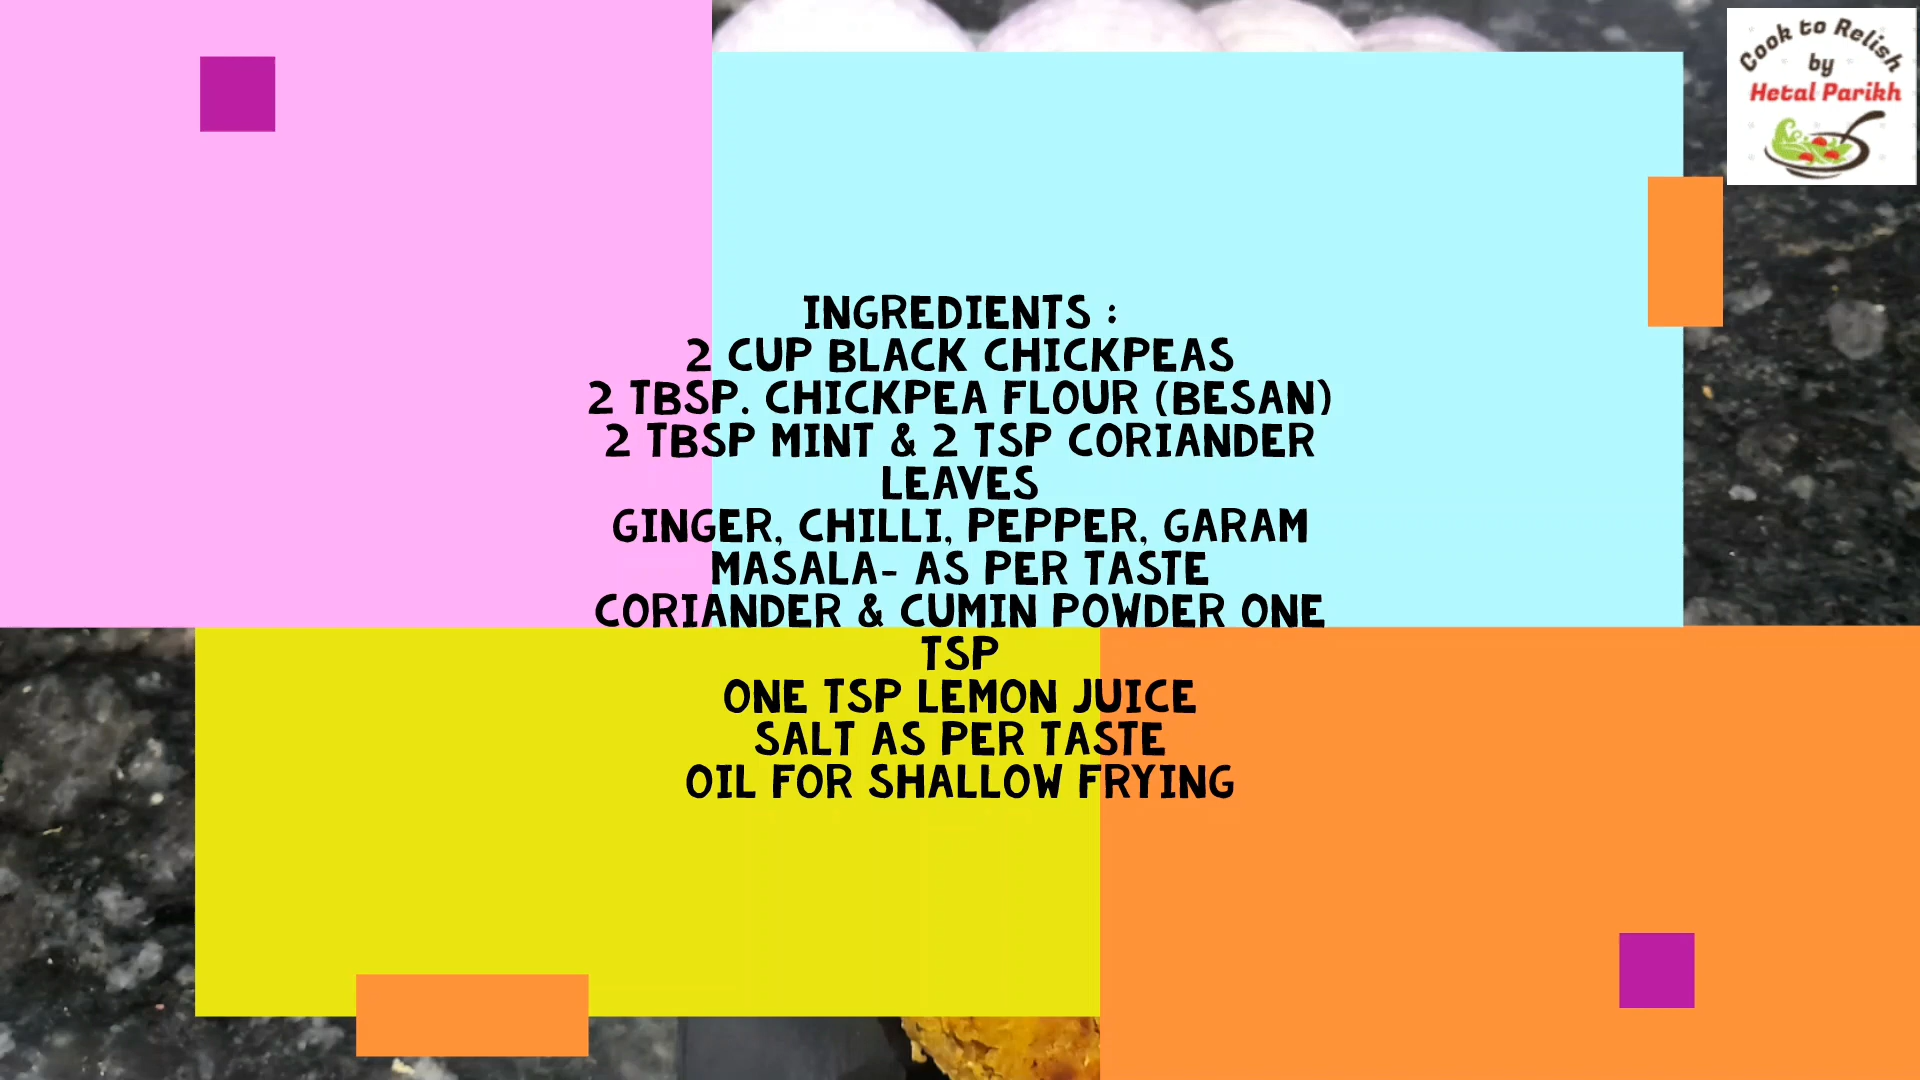 Cook to Relish
by
Hetal Parikh
INGREDIENTS :
2 CUP BLACK CHICKPEAS
2 TBSP. CHICKPEA FLOUR (BESAN)
2 TBSP MINT & 2 TSP CORIANDER
LEAVES
GINGER, CHILLI, PEPPER, GARAM
MASALA- AS PER TASTE
CORIANDER & CUMIN POWDER ONE
TSP
ONE TSP LEMON JUICE
SALT AS PER TASTE
OIL FOR SHALLOW FRYING